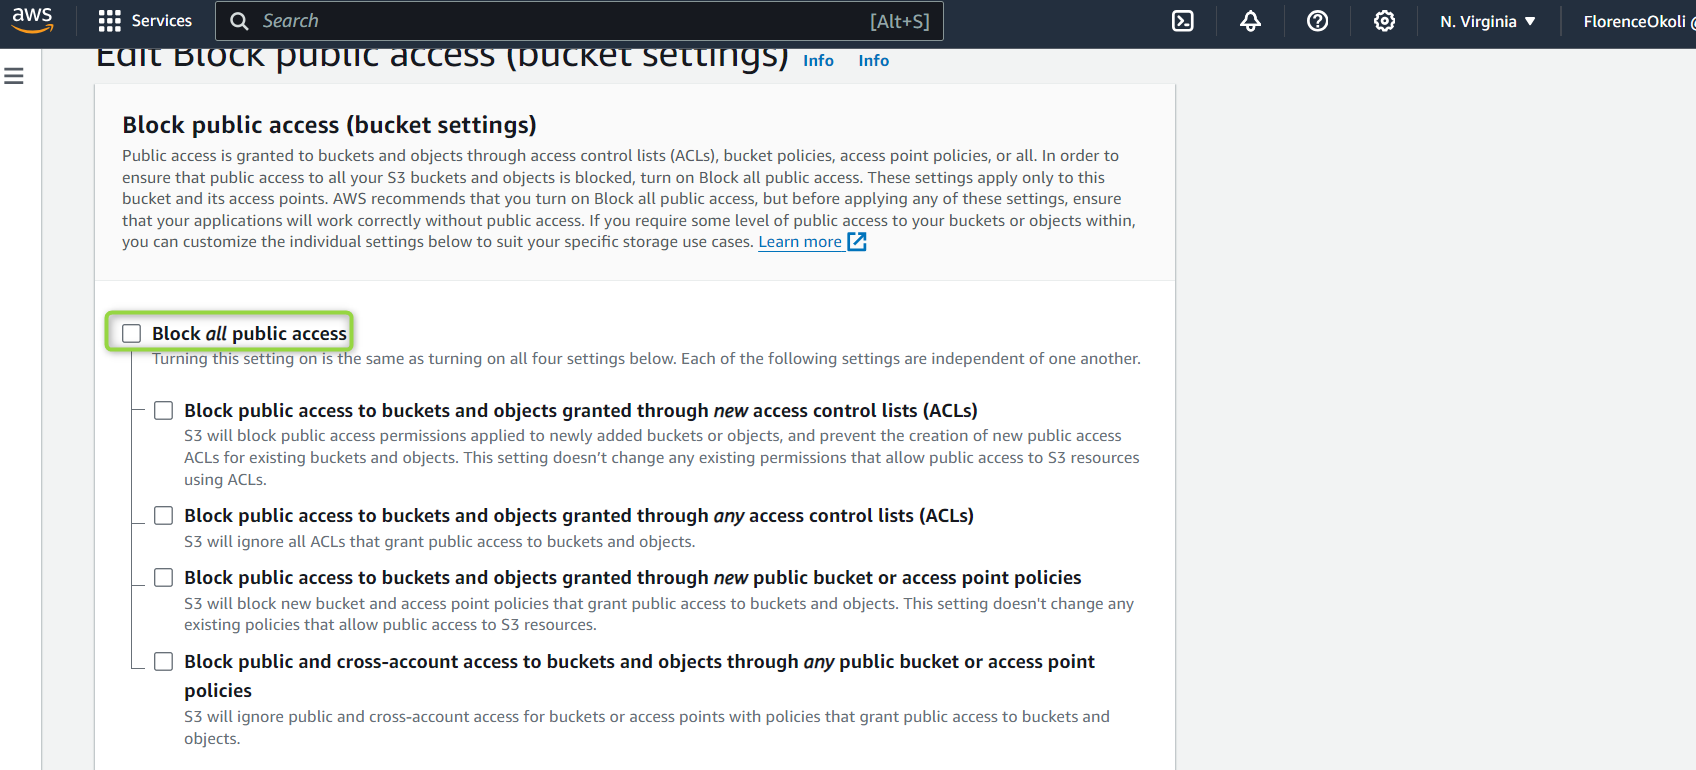 aws
Services
Search
[Alt+S]
N. Virginia
FlorenceOkoli @
Edit Block public access (bucket settings) Info Info
Block public access (bucket settings)
Public access is granted to buckets and objects through access control lists (ACLs), bucket policies, access point policies, or all. In order to
ensure that public access to all your S3 buckets and objects is blocked, turn on Block all public access. These settings apply only to this
bucket and its access points. AWS recommends that you turn on Block all public access, but before applying any of these settings, ensure
that your applications will work correctly without public access. If you require some level of public access to your buckets or objects within,
you can customize the individual settings below to suit your specific storage use cases. Learn more
Block all public access
Turning this setting on is the same as turning on all four settings below. Each of the following settings are independent of one another.
Block public access to buckets and objects granted through new access control lists (ACLs)
S3 will block public access permissions applied to newly added buckets or objects, and prevent the creation of new public access
ACLs for existing buckets and objects. This setting doesn’t change any existing permissions that allow public access to S3 resources
using ACLs.
Block public access to buckets and objects granted through any access control lists (ACLs)
S3 will ignore all ACLs that grant public access to buckets and objects.
Block public access to buckets and objects granted through new public bucket or access point policies
S3 will block new bucket and access point policies that grant public access to buckets and objects. This setting doesn't change any
existing policies that allow public access to S3 resources.
Block public and cross-account access to buckets and objects through any public bucket or access point
policies
S3 will ignore public and cross-account access for buckets or access points with policies that grant public access to buckets and
objects.